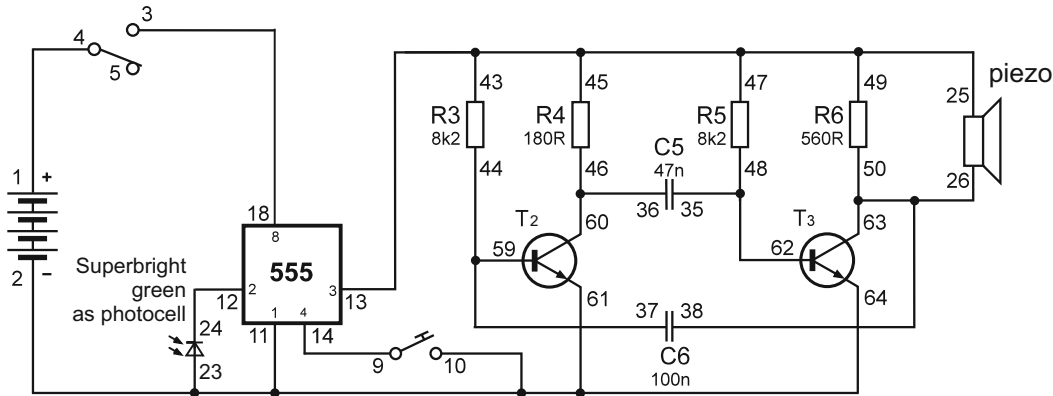 3
4
5
1 +
2 −
18
8
555
Superbright
green
as photocell
12
2
3
13
1
4
11
14
24
23
9
10
43
R3
8k2
44
45
R4
180R
46
C5
47n
36
35
47
R5
8k2
48
49
R6
560R
50
piezo
25
26
T2
59
60
61
T3
62
63
64
37
38
C6
100n